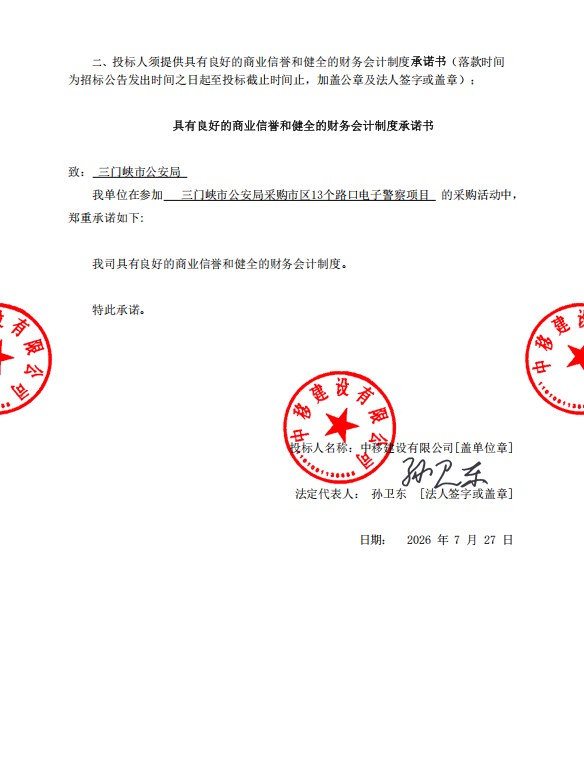 二、投标人须提供具有良好的商业信誉和健全的财务会计制度承诺书（落款时间
为招标公告发出时间之日起至投标截止时间止，加盖公章及法人签字或盖章）；
具有良好的商业信誉和健全的财务会计制度承诺书
致： 三门峡市公安局
我单位在参加 三门峡市公安局采购市区13个路口电子警察项目 的采购活动中，
郑重承诺如下:
我司具有良好的商业信誉和健全的财务会计制度。
特此承诺。
设有限公司
中移建设
中移建设有限公司
投标人名称：中移建设有限公司[盖单位章]
孙卫东
法定代表人： 孙卫东 [法人签字或盖章]
日期： 2026 年 7 月 27 日